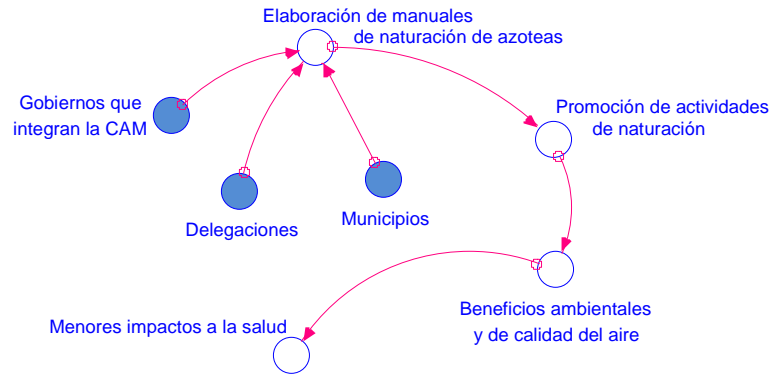 Elaboración de manuales
de naturación de azoteas
Gobiernos que
integran la CAM
Promoción de actividades
de naturación
Delegaciones
Municipios
Beneficios ambientales
y de calidad del aire
Menores impactos a la salud